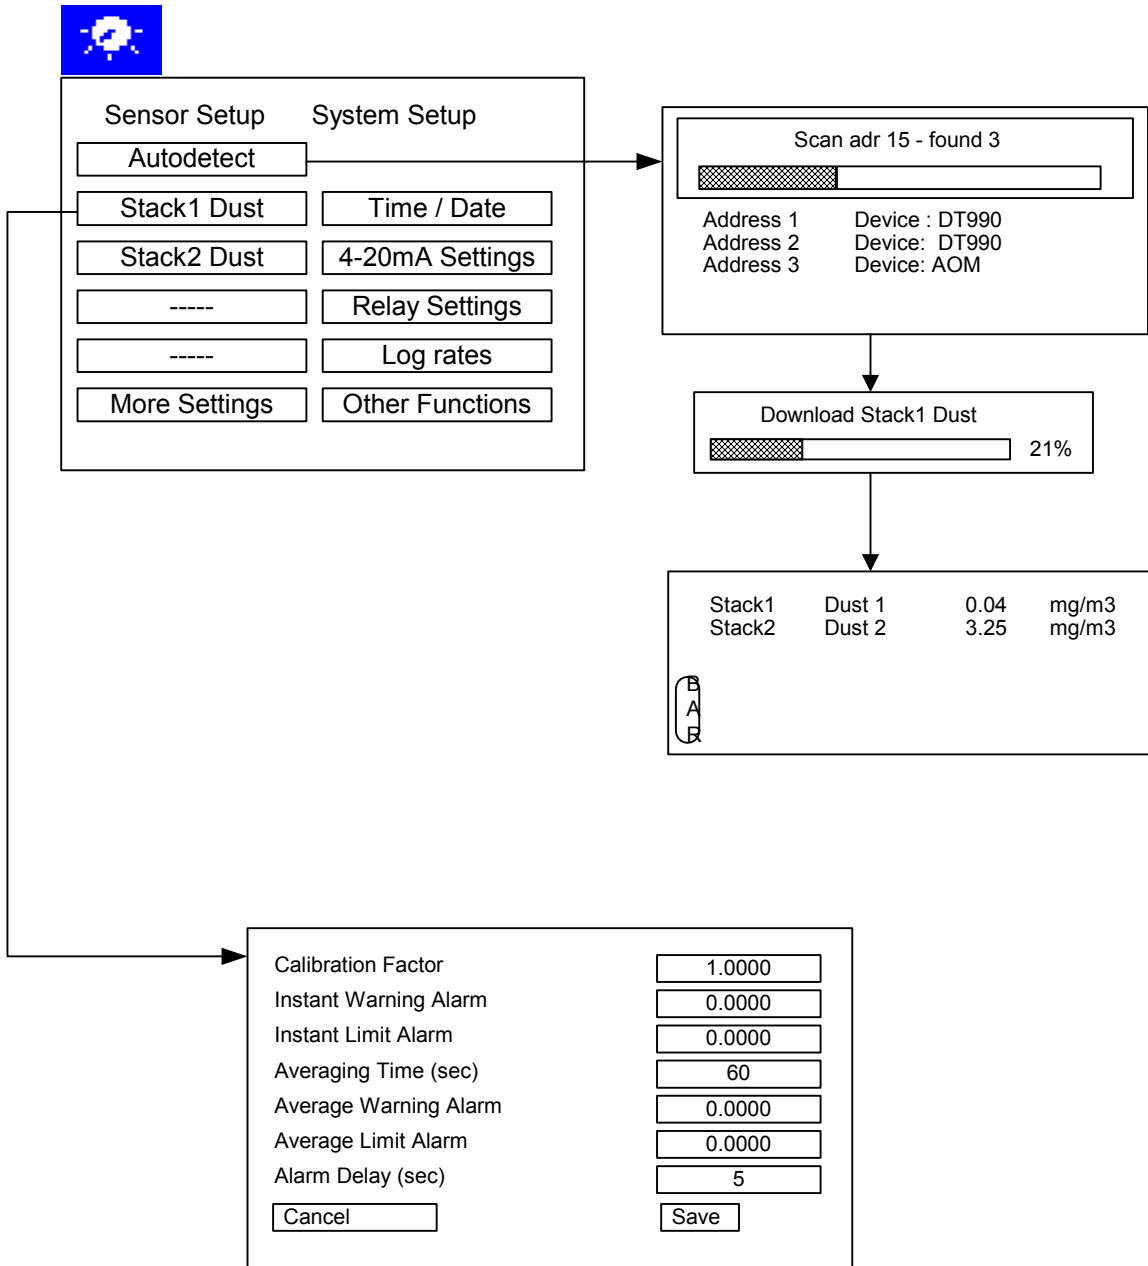 Sensor Setup System Setup
Autodetect
Stack1 Dust Time / Date
Stack2 Dust 4-20mA Settings
----- Relay Settings
----- Log rates
More Settings Other Functions
Scan adr 15 - found 3
Address 1 Device : DT990
Address 2 Device: DT990
Address 3 Device: AOM
Download Stack1 Dust
21%
Stack1 Dust 1 0.04 mg/m3
Stack2 Dust 2 3.25 mg/m3
B
A
R
Calibration Factor 1.0000
Instant Warning Alarm 0.0000
Instant Limit Alarm 0.0000
Averaging Time (sec) 60
Average Warning Alarm 0.0000
Average Limit Alarm 0.0000
Alarm Delay (sec) 5
Cancel Save